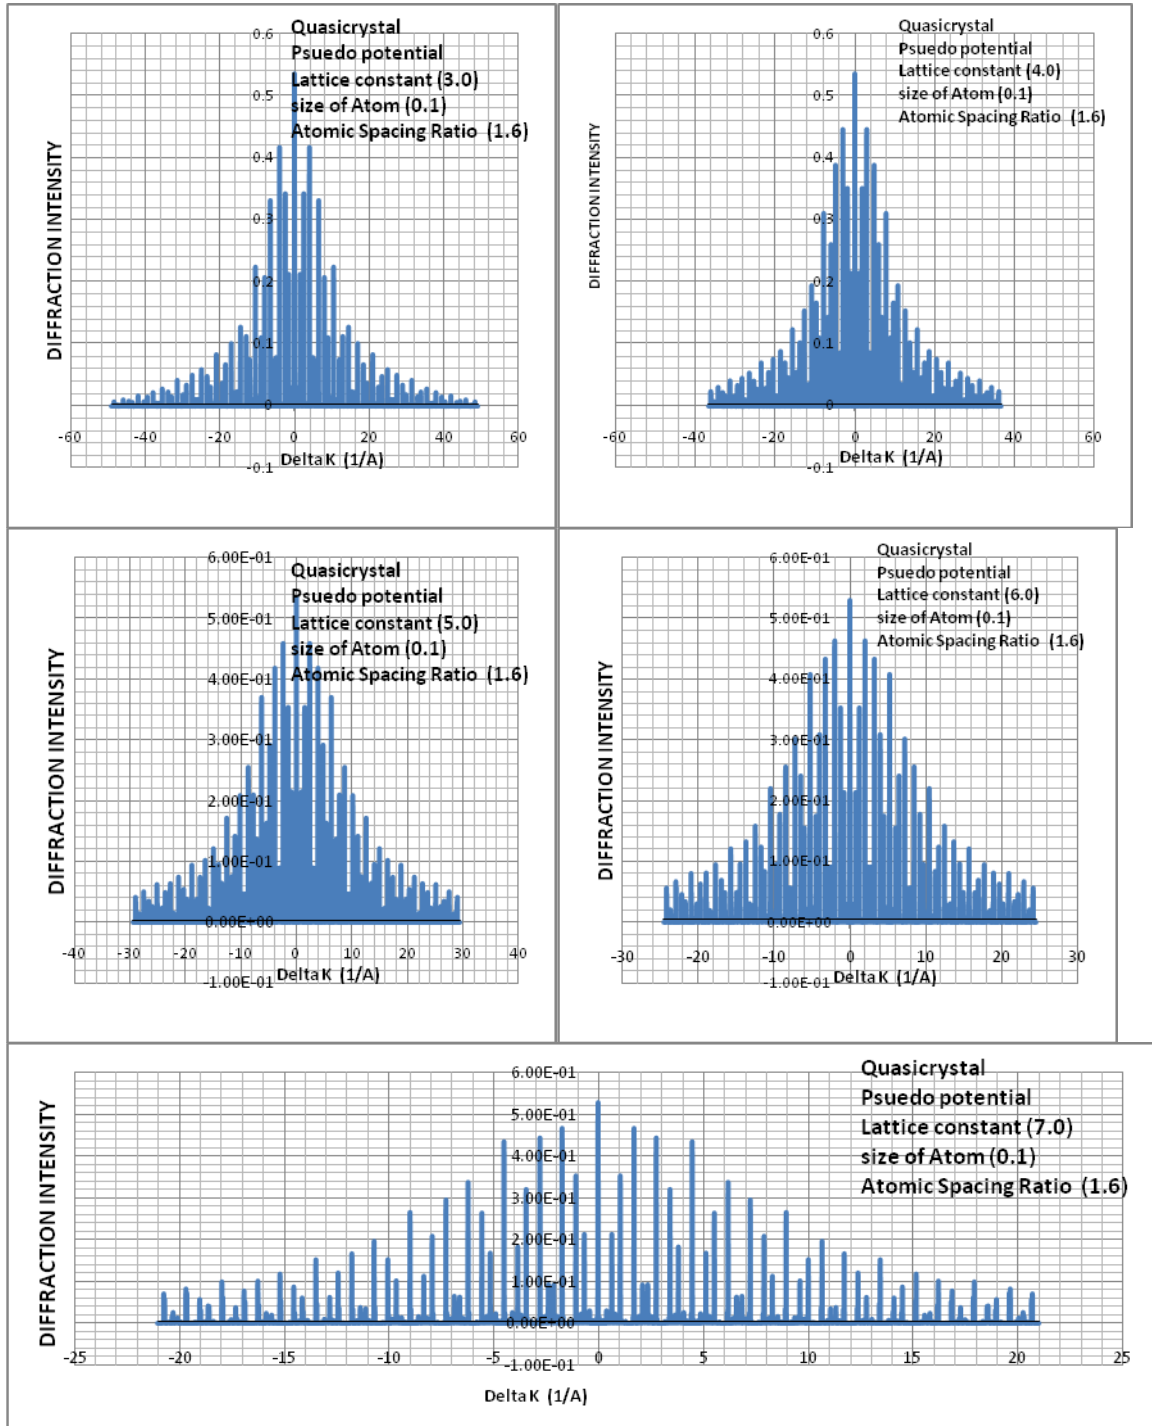 Quasicrystal
Psuedo potential
Lattice constant (3.0)
size of Atom (0.1)
Atomic Spacing Ratio (1.6)
DIFFRACTION INTENSITY
0.6
0.5
0.4
0.3
0.2
0.1
0
-0.1
-60 -40 -20 0 20 40 60
Delta K (1/A)
Quasicrystal
Psuedo potential
Lattice constant (4.0)
size of Atom (0.1)
Atomic Spacing Ratio (1.6)
DIFFRACTION INTENSITY
0.6
0.5
0.4
0.3
0.2
0.1
0
-0.1
-60 -40 -20 0 20 40 60
Delta K (1/A)
Quasicrystal
Psuedo potential
Lattice constant (5.0)
size of Atom (0.1)
Atomic Spacing Ratio (1.6)
DIFFRACTION INTENSITY
6.00E-01
5.00E-01
4.00E-01
3.00E-01
2.00E-01
1.00E-01
0.00E+00
-1.00E-01
-40 -30 -20 -10 0 10 20 30 40
Delta K (1/A)
Quasicrystal
Psuedo potential
Lattice constant (6.0)
size of Atom (0.1)
Atomic Spacing Ratio (1.6)
DIFFRACTION INTENSITY
6.00E-01
5.00E-01
4.00E-01
3.00E-01
2.00E-01
1.00E-01
0.00E+00
-1.00E-01
-30 -20 -10 0 10 20 30
Delta K (1/A)
Quasicrystal
Psuedo potential
Lattice constant (7.0)
size of Atom (0.1)
Atomic Spacing Ratio (1.6)
DIFFRACTION INTENSITY
6.00E-01
5.00E-01
4.00E-01
3.00E-01
2.00E-01
1.00E-01
0.00E+00
-1.00E-01
-25 -20 -15 -10 -5 0 5 10 15 20 25
Delta K (1/A)